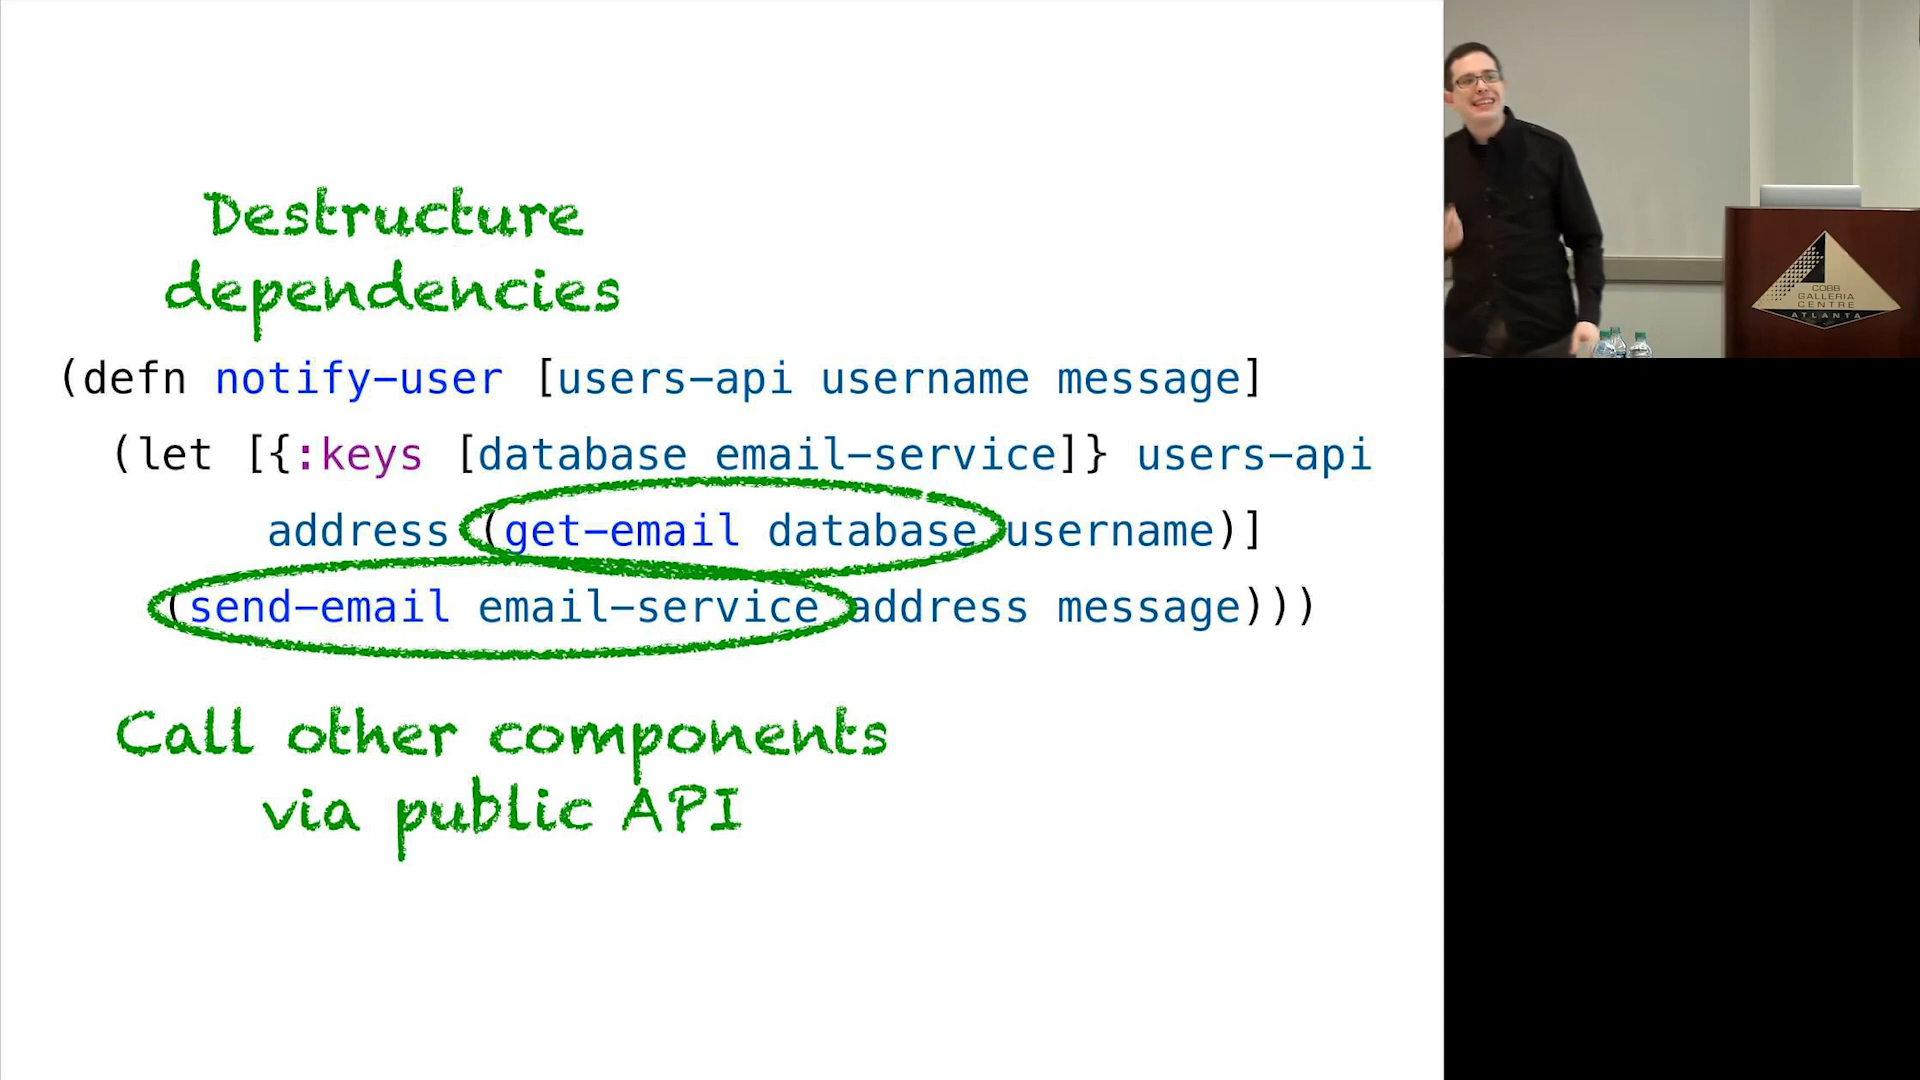 Destructure
dependencies
(defn notify-user [users-api username message]
(let [{:keys [database email-service]} users-api
address (get-email database username)]
(send-email email-service address message)))
Call other components
via public API
COBB
GALLERIA
CENTRE
ATLANTA